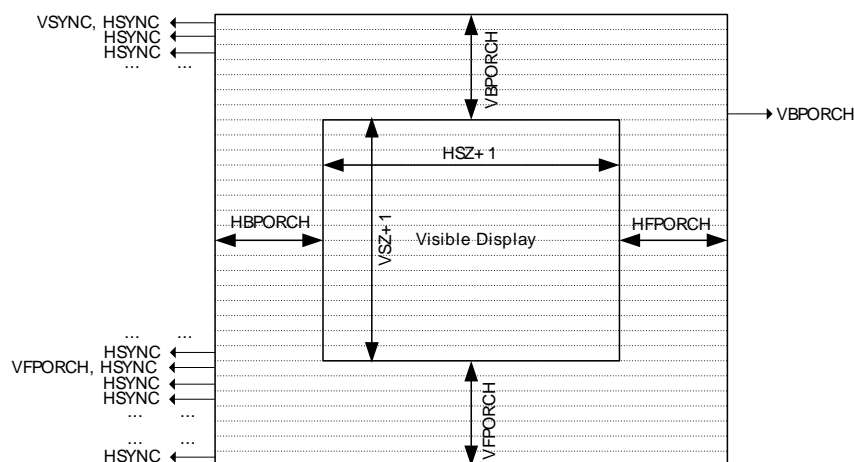 VSYNC, HSYNC
HSYNC
HSYNC
... ...
VBPORCH
VBPORCH
HSZ+1
HBPORCH
VSZ+1
Visible Display
HFPORCH
... ...
HSYNC
VFPORCH, HSYNC
HSYNC
HSYNC
... ...
VFPORCH
... ...
HSYNC